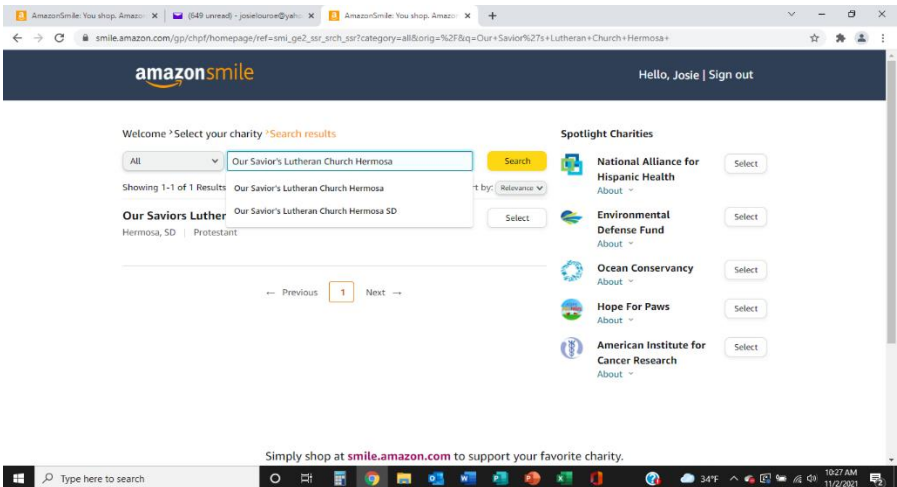 AmazonSmile: You shop. Amazon
(649 unread) - josielouroe@yaho
AmazonSmile: You shop. Amazon
smile.amazon.com/gp/chpf/homepage/ref=smi_ge2_ssr_srch_ssr?category=all&orig=%2F&q=Our+Savior%27s+Lutheran+Church+Hermosa+
amazonsmile
Hello, Josie | Sign out
Welcome > Select your charity > Search results
All
Our Savior's Lutheran Church Hermosa
Search
Showing 1-1 of 1 Results
Our Savior's Lutheran Church Hermosa
t by: Relevance
Our Savior's Lutheran Church Hermosa SD
Our Saviors Luther
Select
Hermosa, SD | Protestant
← Previous 1 Next →
Spotlight Charities
National Alliance for
Hispanic Health
About
Select
Environmental
Defense Fund
About
Select
Ocean Conservancy
About
Select
Hope For Paws
About
Select
American Institute for
Cancer Research
About
Select
Simply shop at smile.amazon.com to support your favorite charity.
Type here to search
34°F
10:27 AM
11/2/2021